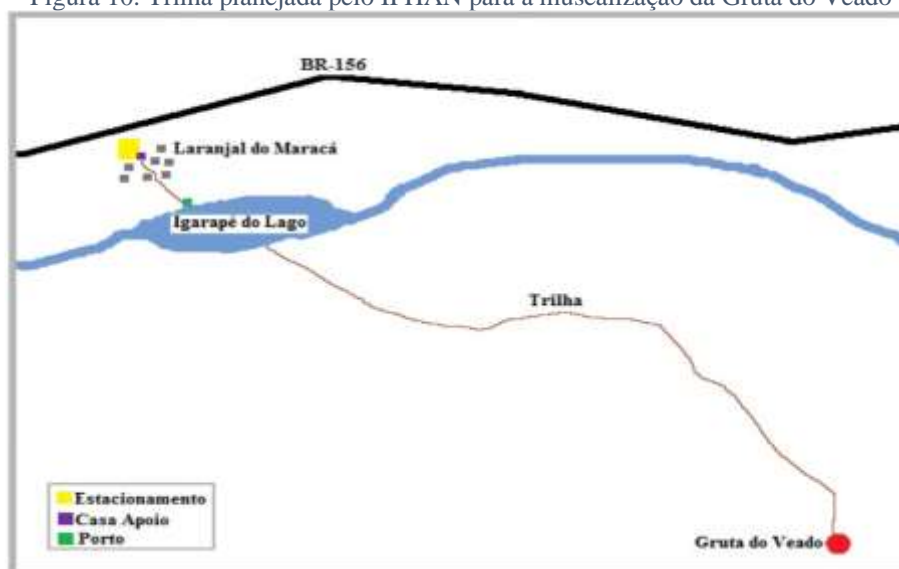 Figura 10: Trilha planejada pelo IPHAN para a musealização da Gruta do Veado
BR-156
Laranjal do Maracá
Igarapé do Lago
Trilha
Estacionamento
Casa Apoio
Porto
Gruta do Veado